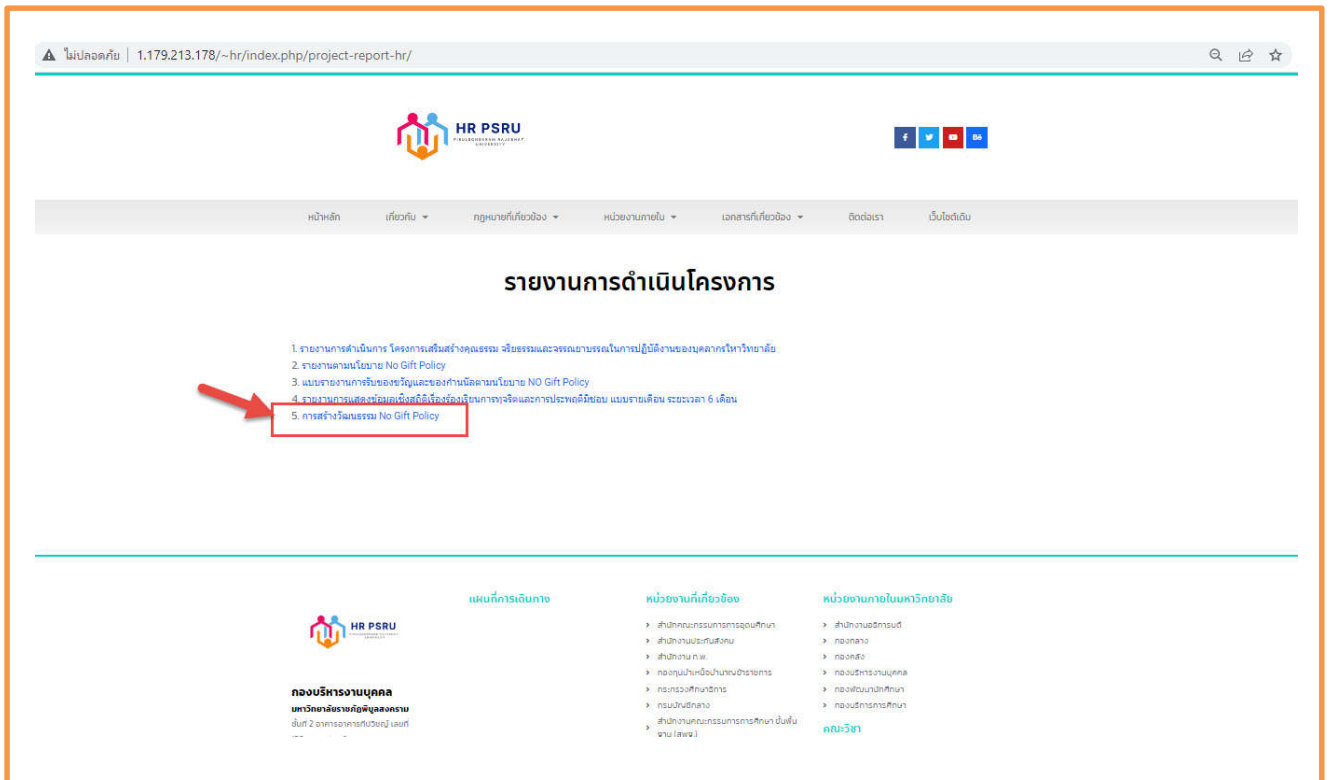 ไม่ปลอดภัย | 1.179.213.178/~hr/index.php/project-report-hr/
HR PSRU
PIBULSONGKRAM RAJABHAT
UNIVERSITY
หน้าหลัก เกี่ยวกับ กฎหมายที่เกี่ยวข้อง หน่วยงานภายใน เอกสารที่เกี่ยวข้อง ติดต่อเรา เว็บไซต์เดิม
รายงานการดำเนินโครงการ
1. รายงานการดำเนินการ โครงการเสริมสร้างคุณธรรม จริยธรรมและจรรณยาบรรณในการปฏิบัติงานของบุคลากรใหาวิทยาลัย
2. รายงานตามนโยบาย No Gift Policy
3. แบบรายงานการรับของขวัญและของกำนนัลตามนโยบาย NO Gift Policy
4. รายงานการแสดงข้อมูลเชิงสถิติเรื่องร้องเรียนการทุจริตและการประพฤติมิชอบ แบบรายเดือน ระยะเวลา 6 เดือน
5. การสร้างวัฒนธรรม No Gift Policy
HR PSRU
กองบริหารงานบุคคล
มหาวิทยาลัยราชภัฏพิบูลสงคราม
ชั้นที่ 2 อาคารอาคารทีปวิชญ์ เลขที่
แผนที่การเดินทาง
หน่วยงานที่เกี่ยวข้อง
สำนักคณะกรรมการการอุดมศึกษา
สำนักงานประกันสังคม
สำนักงาน ก.พ.
กองทุนบำเหน็จบำนาญข้าราชการ
กระทรวงศึกษาธิการ
กรมบัญชีกลาง
สำนักงานคณะกรรมการการศึกษา ขั้นพื้น
ฐาน (สพฐ.)
หน่วยงานภายในมหาวิทยาลัย
สำนักงานอธิการบดี
กองกลาง
กองคลัง
กองบริหารงานบุคคล
กองพัฒนานักศึกษา
กองบริการการศึกษา
คณะวิชา